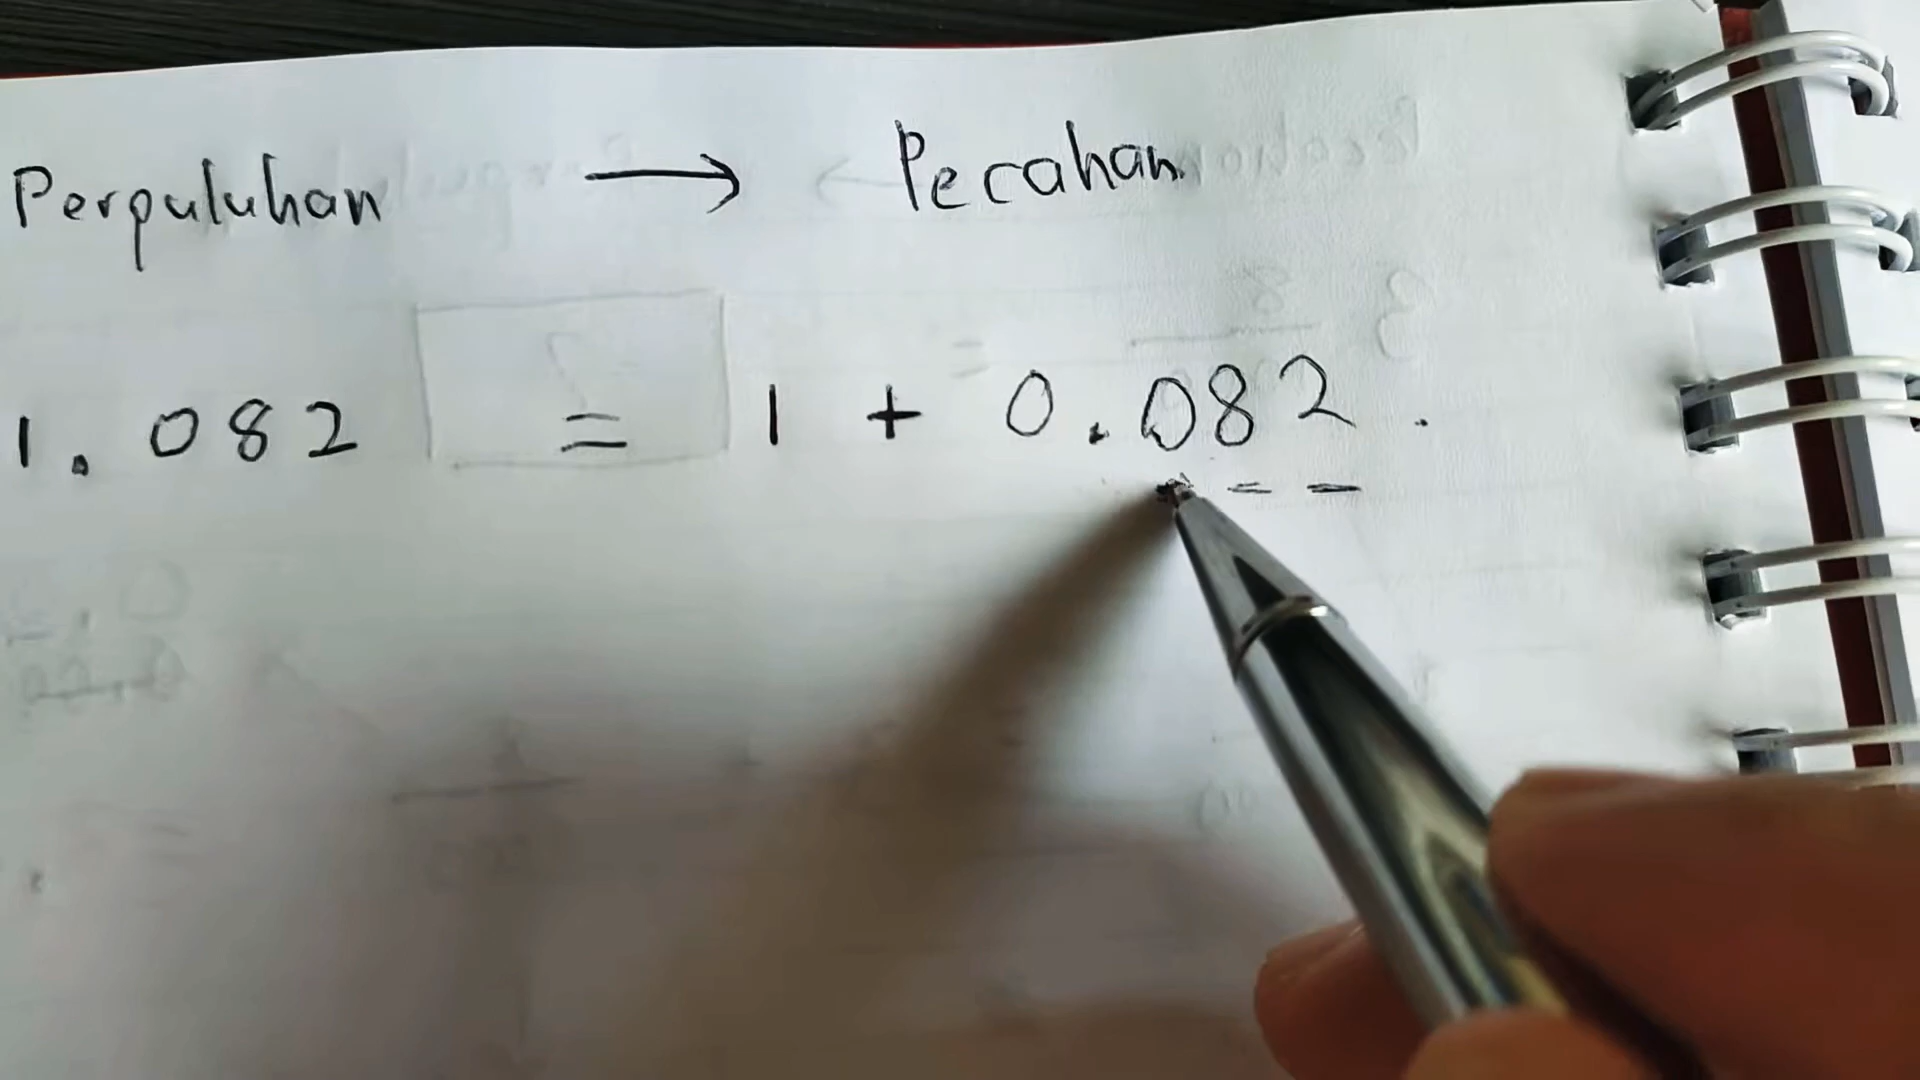 Perpuluhan → Pecahan
1.082 = 1 + 0.082.